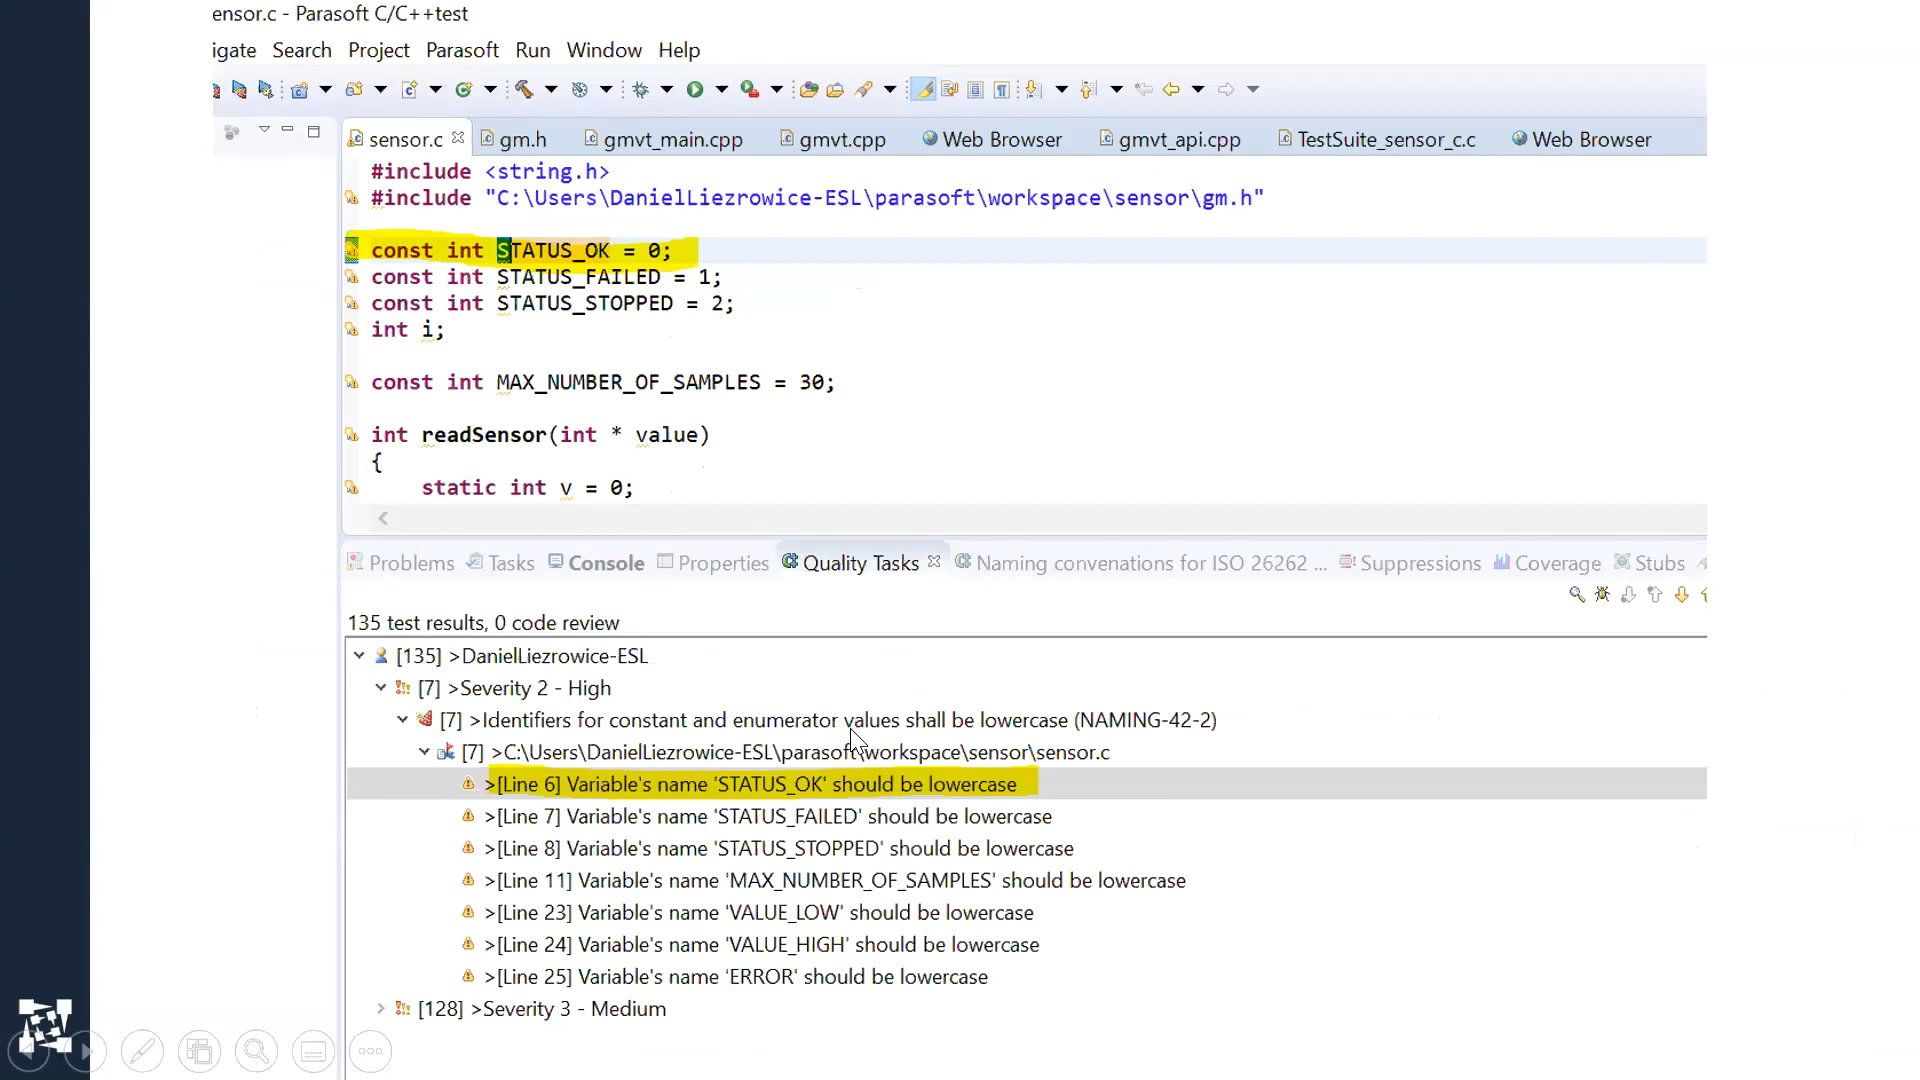 ensor.c - Parasoft C/C++test
igate Search Project Parasoft Run Window Help
sensor.c gm.h gmvt_main.cpp gmvt.cpp Web Browser gmvt_api.cpp TestSuite_sensor_c.c Web Browser
#include <string.h>
#include "C:\Users\DanielLiezrowice-ESL\parasoft\workspace\sensor\gm.h"
const int STATUS_OK = 0;
const int STATUS_FAILED = 1;
const int STATUS_STOPPED = 2;
int i;
const int MAX_NUMBER_OF_SAMPLES = 30;
int readSensor(int * value)
{
static int v = 0;
Problems Tasks Console Properties Quality Tasks Naming convenations for ISO 26262 ... Suppressions Coverage Stubs
135 test results, 0 code review
[135] >DanielLiezrowice-ESL
[7] >Severity 2 - High
[7] >Identifiers for constant and enumerator values shall be lowercase (NAMING-42-2)
[7] >C:\Users\DanielLiezrowice-ESL\parasoft\workspace\sensor\sensor.c
>[Line 6] Variable's name 'STATUS_OK' should be lowercase
>[Line 7] Variable's name 'STATUS_FAILED' should be lowercase
>[Line 8] Variable's name 'STATUS_STOPPED' should be lowercase
>[Line 11] Variable's name 'MAX_NUMBER_OF_SAMPLES' should be lowercase
>[Line 23] Variable's name 'VALUE_LOW' should be lowercase
>[Line 24] Variable's name 'VALUE_HIGH' should be lowercase
>[Line 25] Variable's name 'ERROR' should be lowercase
[128] >Severity 3 - Medium